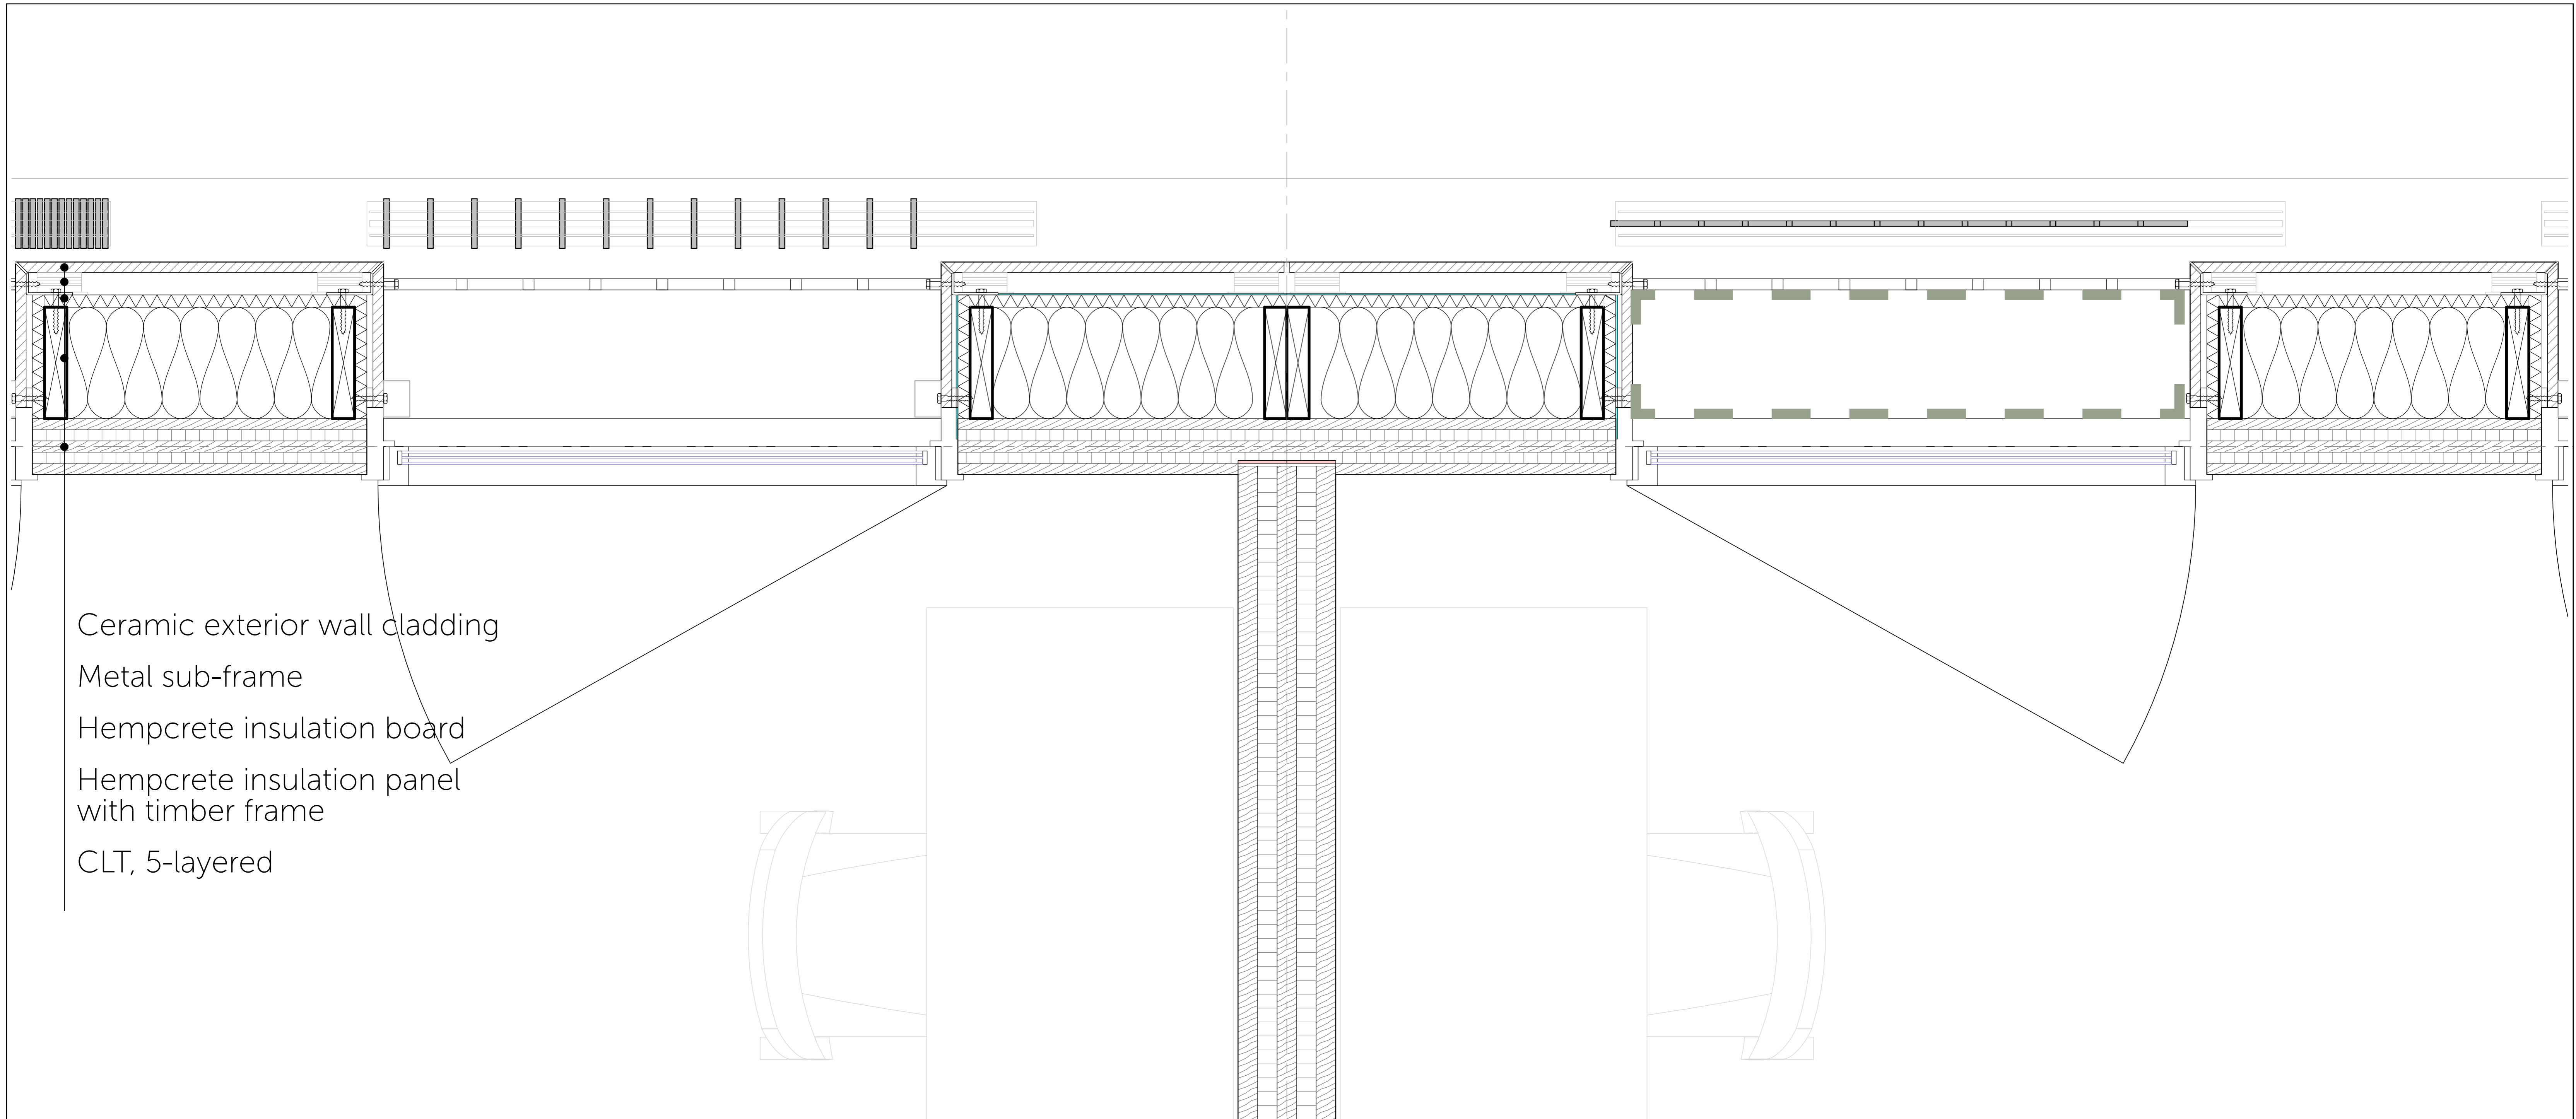 Ceramic exterior wall cladding
Metal sub-frame
Hempcrete insulation board
Hempcrete insulation panel
with timber frame
CLT, 5-layered